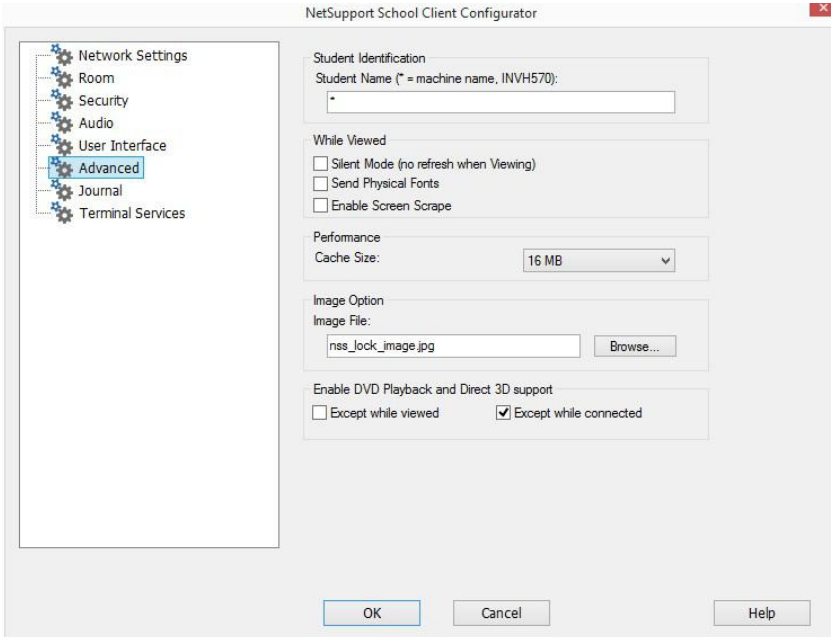 NetSupport School Client Configurator
Network Settings
Room
Security
Audio
User Interface
Advanced
Journal
Terminal Services
Student Identification
Student Name (* = machine name, INVH570):
*
While Viewed
Silent Mode (no refresh when Viewing)
Send Physical Fonts
Enable Screen Scrape
Performance
Cache Size:
16 MB
Image Option
Image File:
nss_lock_image.jpg
Browse...
Enable DVD Playback and Direct 3D support
Except while viewed
Except while connected
OK
Cancel
Help